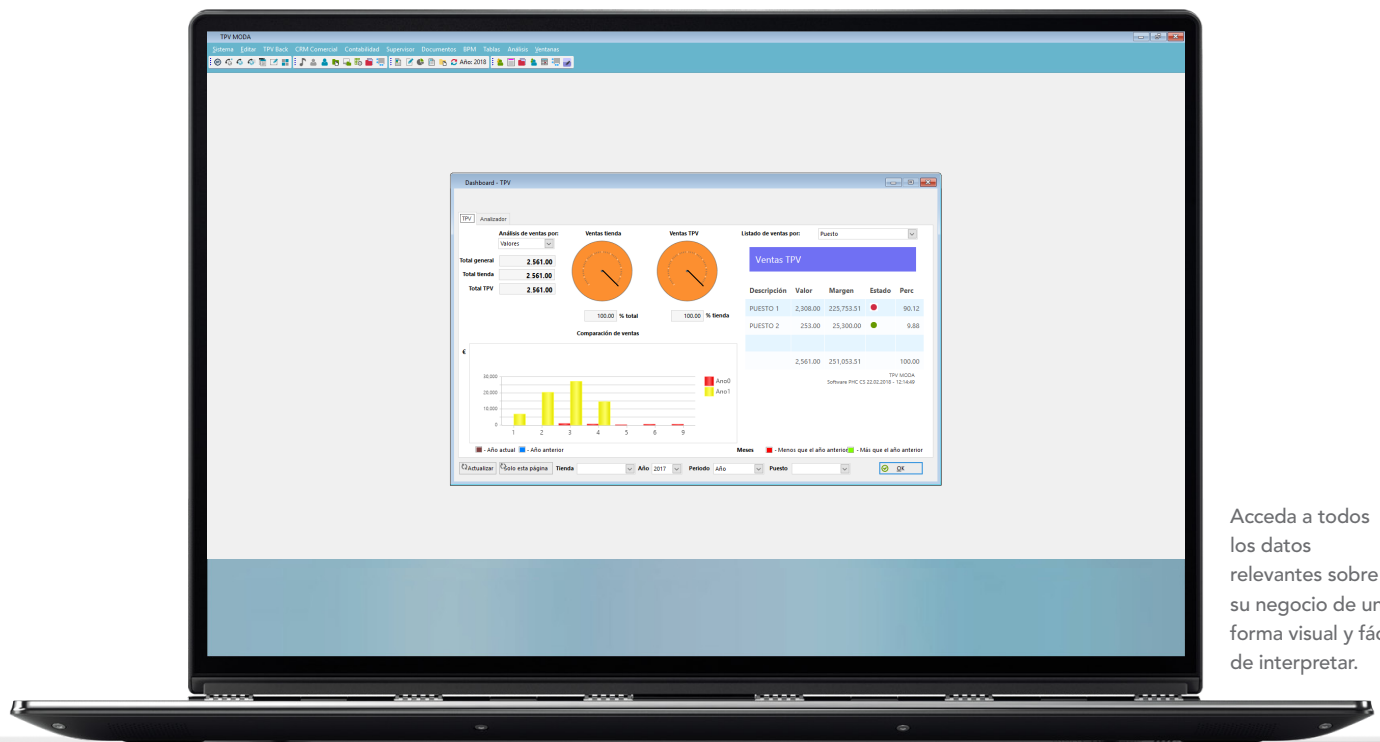 TPV MODA
Sistema Editar TPV Back CRM Comercial Contabilidad Supervisor Documentos BPM Tablas Análisis Ventanas
Año: 2018
Dashboard - TPV
TPV Analizador
Análisis de ventas por: Ventas tienda Ventas TPV Listado de ventas por: Puesto
Valores
Total general 2.561.00
Total tienda 2.561.00
Total TPV 2.561.00
100.00 % total 100.00 % tienda
Ventas TPV
Descripción Valor Margen Estado Perc
PUESTO 1 2,308.00 225,753.51 90.12
PUESTO 2 253.00 25,300.00 9.88
2,561.00 251,053.51 100.00
TPV MODA
Software PHC CS 22.02.2018 - 12:14:49
Comparación de ventas
€
30.000
20.000
10.000
0
1 2 3 4 5 6 9
Ano0
Ano1
- Año actual - Año anterior Meses - Menos que el año anterior - Más que el año anterior
Actualizar Solo esta página Tienda Año 2017 Periodo Año Puesto OK
Acceda a todos
los datos
relevantes sobre
su negocio de un
forma visual y fác
de interpretar.